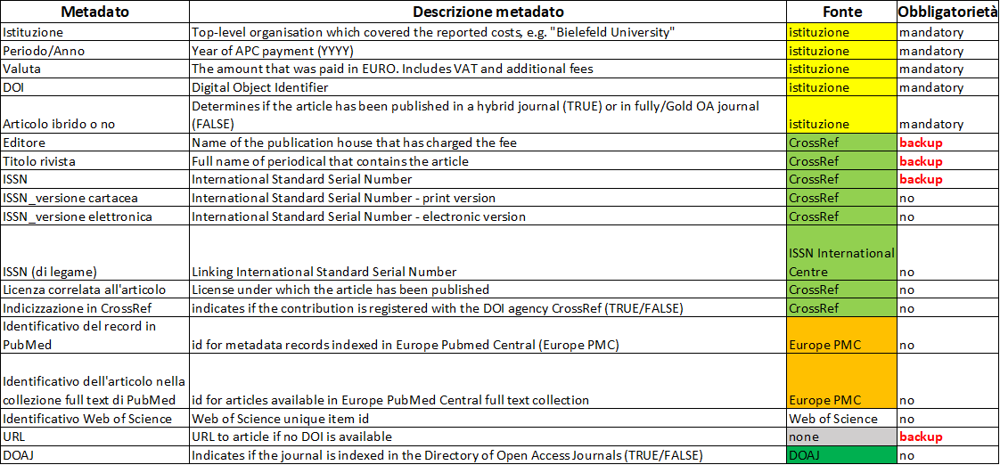 Metadato Descrizione metadato Fonte Obbligatorietà
Istituzione Top-level organisation which covered the reported costs, e.g. "Bielefeld University" istituzione mandatory
Periodo/Anno Year of APC payment (YYYY) istituzione mandatory
Valuta The amount that was paid in EURO. Includes VAT and additional fees istituzione mandatory
DOI Digital Object Identifier istituzione mandatory
Determines if the article has been published in a hybrid journal (TRUE) or in fully/Gold OA journal
Articolo ibrido o no (FALSE) istituzione mandatory
Editore Name of the publication house that has charged the fee CrossRef backup
Titolo rivista Full name of periodical that contains the article CrossRef backup
ISSN International Standard Serial Number CrossRef backup
ISSN_versione cartacea International Standard Serial Number - print version CrossRef no
ISSN_versione elettronica International Standard Serial Number - electronic version CrossRef no
ISSN International
ISSN (di legame) Linking International Standard Serial Number Centre no
Licenza correlata all'articolo License under which the article has been published CrossRef no
Indicizzazione in CrossRef indicates if the contribution is registered with the DOI agency CrossRef (TRUE/FALSE) CrossRef no
Identificativo del record in
PubMed id for metadata records indexed in Europe Pubmed Central (Europe PMC) Europe PMC no
Identificativo dell'articolo nella
collezione full text di PubMed id for articles available in Europe PubMed Central full text collection Europe PMC no
Identificativo Web of Science Web of Science unique item id Web of Science no
URL URL to article if no DOI is available none backup
DOAJ Indicates if the journal is indexed in the Directory of Open Access Journals (TRUE/FALSE) DOAJ no